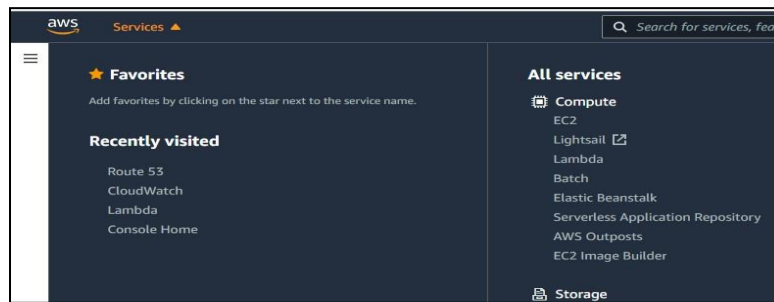 aws
Services
Search for services, fea
Favorites
Add favorites by clicking on the star next to the service name.
Recently visited
Route 53
CloudWatch
Lambda
Console Home
All services
Compute
EC2
Lightsail
Lambda
Batch
Elastic Beanstalk
Serverless Application Repository
AWS Outposts
EC2 Image Builder
Storage